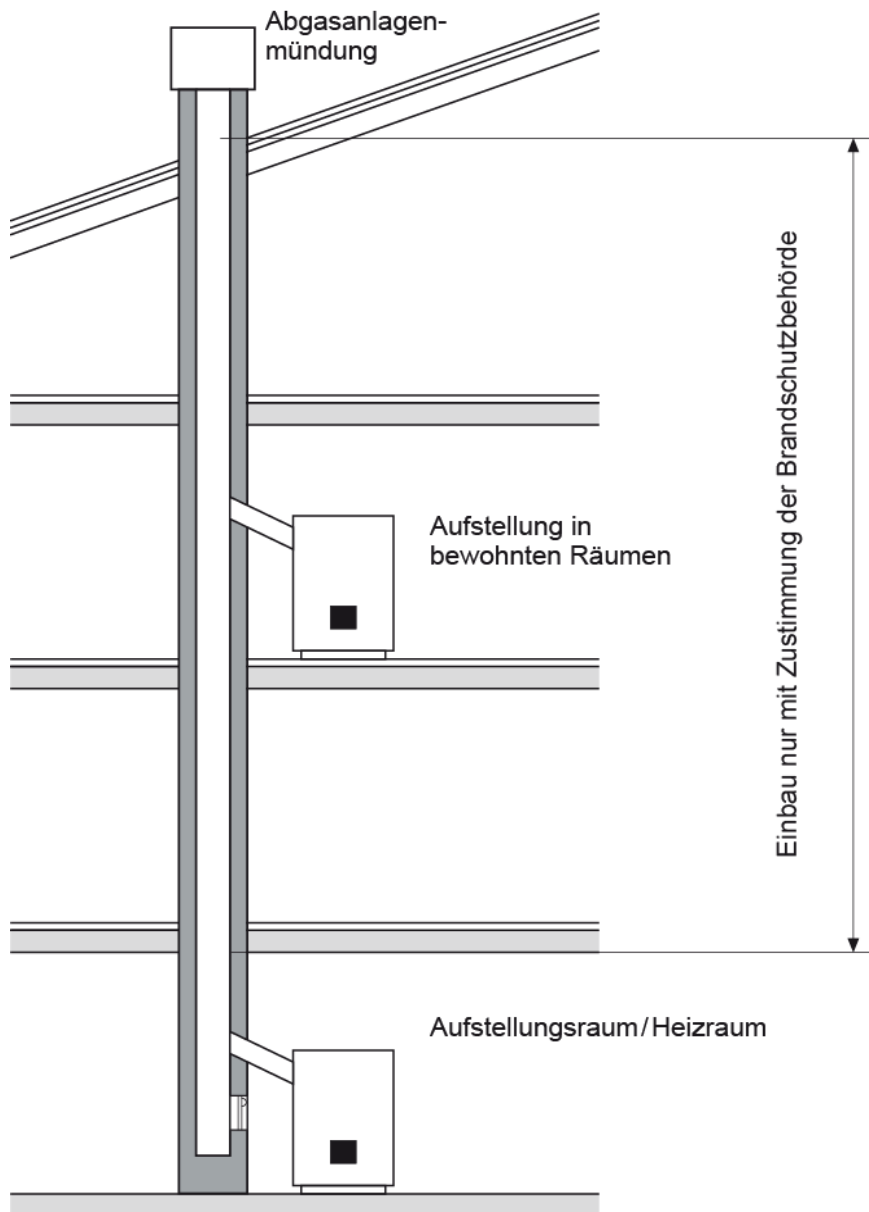 Abgasanlagen-
mündung
Einbau nur mit Zustimmung der Brandschutzbehörde
Aufstellung in
bewohnten Räumen
Aufstellungsraum/Heizraum